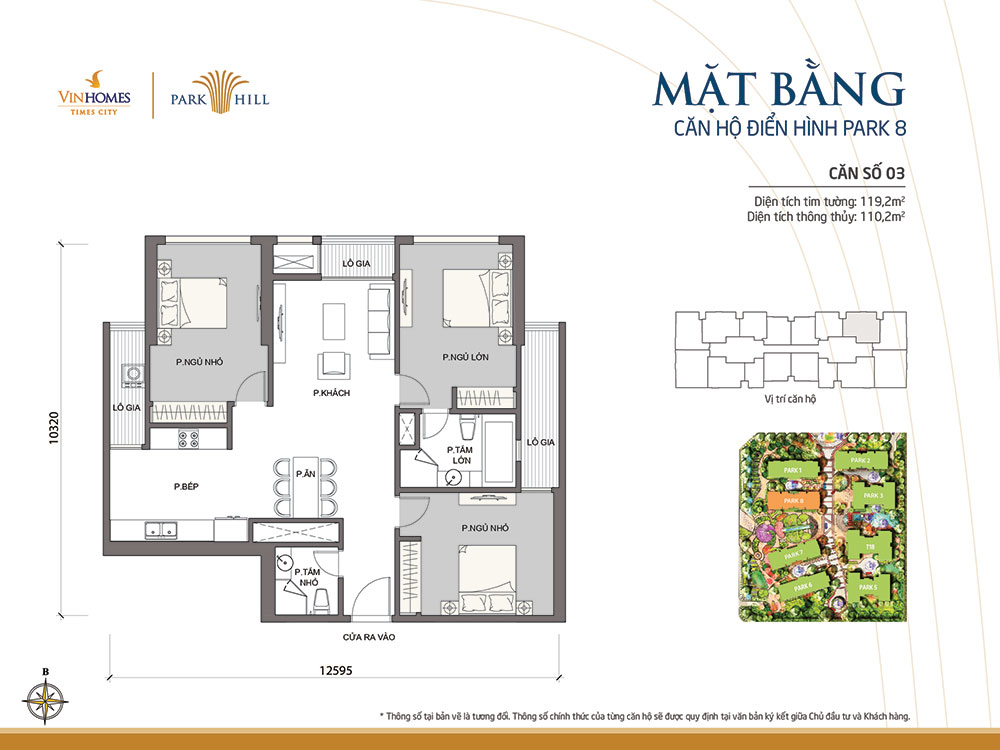 VINHOMES
TIMES CITY
PARK HILL
MẶT BẰNG
CĂN HỘ ĐIỂN HÌNH PARK 8
CĂN SỐ 03
Diện tích tim tường: 119,2m²
Diện tích thông thủy: 110,2m²
LÔ GIA
P.NGỦ NHỎ
P.NGỦ LỚN
P.KHÁCH
LÔ GIA
P.TẮM
LỚN
LÔ GIA
P.BẾP
P.ĂN
P.NGỦ NHỎ
P.TẮM
NHỎ
CỬA RA VÀO
10320
12595
Vị trí căn hộ
PARK 1
PARK 2
PARK 8
PARK 3
PARK 7
T18
PARK 6
PARK 5
B
* Thông số tại bản vẽ là tương đối. Thông số chính thức của từng căn hộ sẽ được quy định tại văn bản ký kết giữa Chủ đầu tư và Khách hàng.